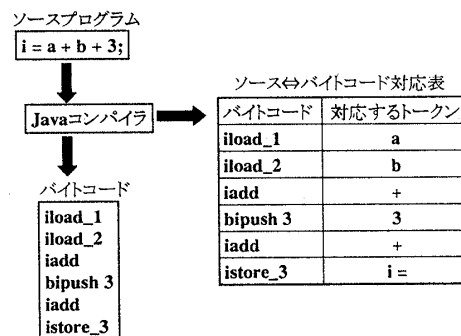 ソースプログラム
i = a + b + 3;
Javaコンパイラ
バイトコード
iload_1
iload_2
iadd
bipush 3
iadd
istore_3
ソース⇔バイトコード対応表
バイトコード 対応するトークン
iload_1 a
iload_2 b
iadd +
bipush 3 3
iadd +
istore_3 i =